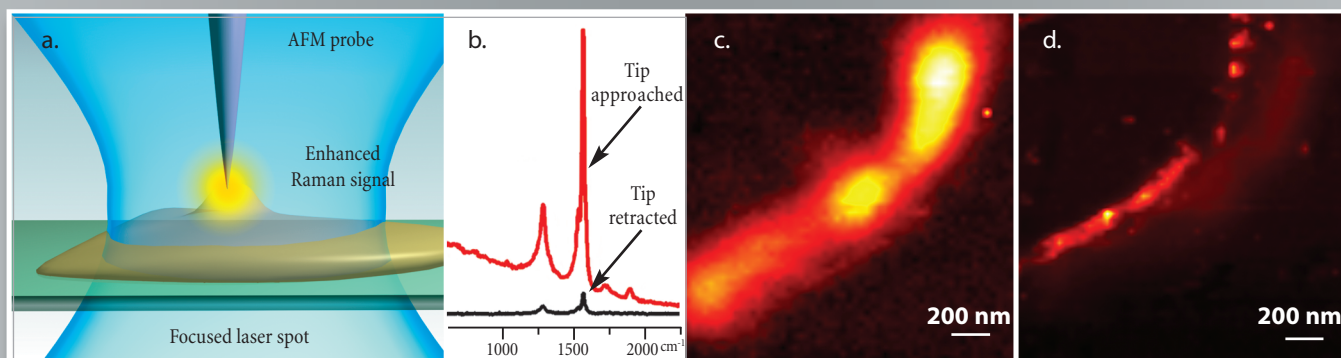 a.
AFM probe
Enhanced
Raman signal
Focused laser spot
b.
Tip
approached
Tip
retracted
1000 1500 2000 cm-1
c.
200 nm
d.
200 nm